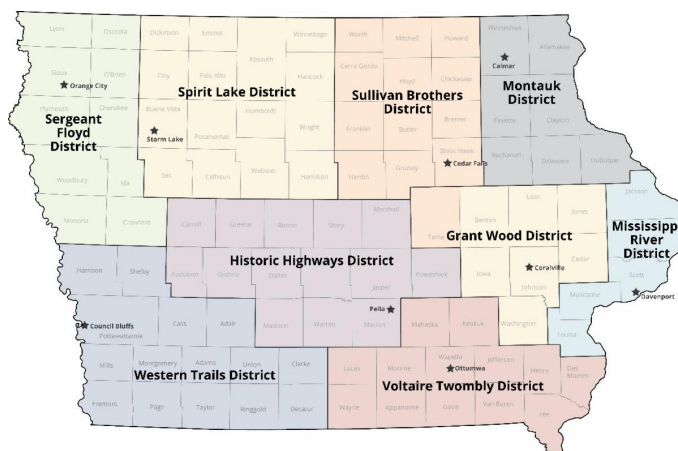 Lyon Osceola Dickinson Emmet Winnebago Worth Mitchell Howard Winneshiek Allamakee
Kossuth
Sioux O'Brien Clay Palo Alto Hancock Cerro Gordo Floyd Chickasaw
Calmar
Orange City
Spirit Lake District
Sullivan Brothers
District
Montauk
District
Plymouth Cherokee Buena Vista Pocahontas Humboldt Wright Franklin Butler Bremer Fayette Clayton
Sergeant
Floyd
District
Storm Lake
Black Hawk
Cedar Falls
Woodbury Ida Sac Calhoun Webster Hamilton Hardin Grundy Buchanan Delaware Dubuque
Monona Crawford Carroll Greene Boone Story Marshall Tama Benton Linn Jones Jackson
Historic Highways District
Grant Wood District
Mississippi
River
District
Harrison Shelby Audubon Guthrie Dallas Jasper Poweshiek Iowa Johnson Cedar Scott
Coralville
Davenport
Muscatine
Council Bluffs
Pottawattamie Cass Adair Madison Warren Marion Mahaska Keokuk Washington Louisa
Pella
Mills Montgomery Adams Union Clarke Lucas Monroe Wapello Jefferson Henry Des Moines
Ottumwa
Western Trails District
Voltaire Twombly District
Fremont Page Taylor Ringgold Decatur Wayne Appanoose Davis Van Buren Lee